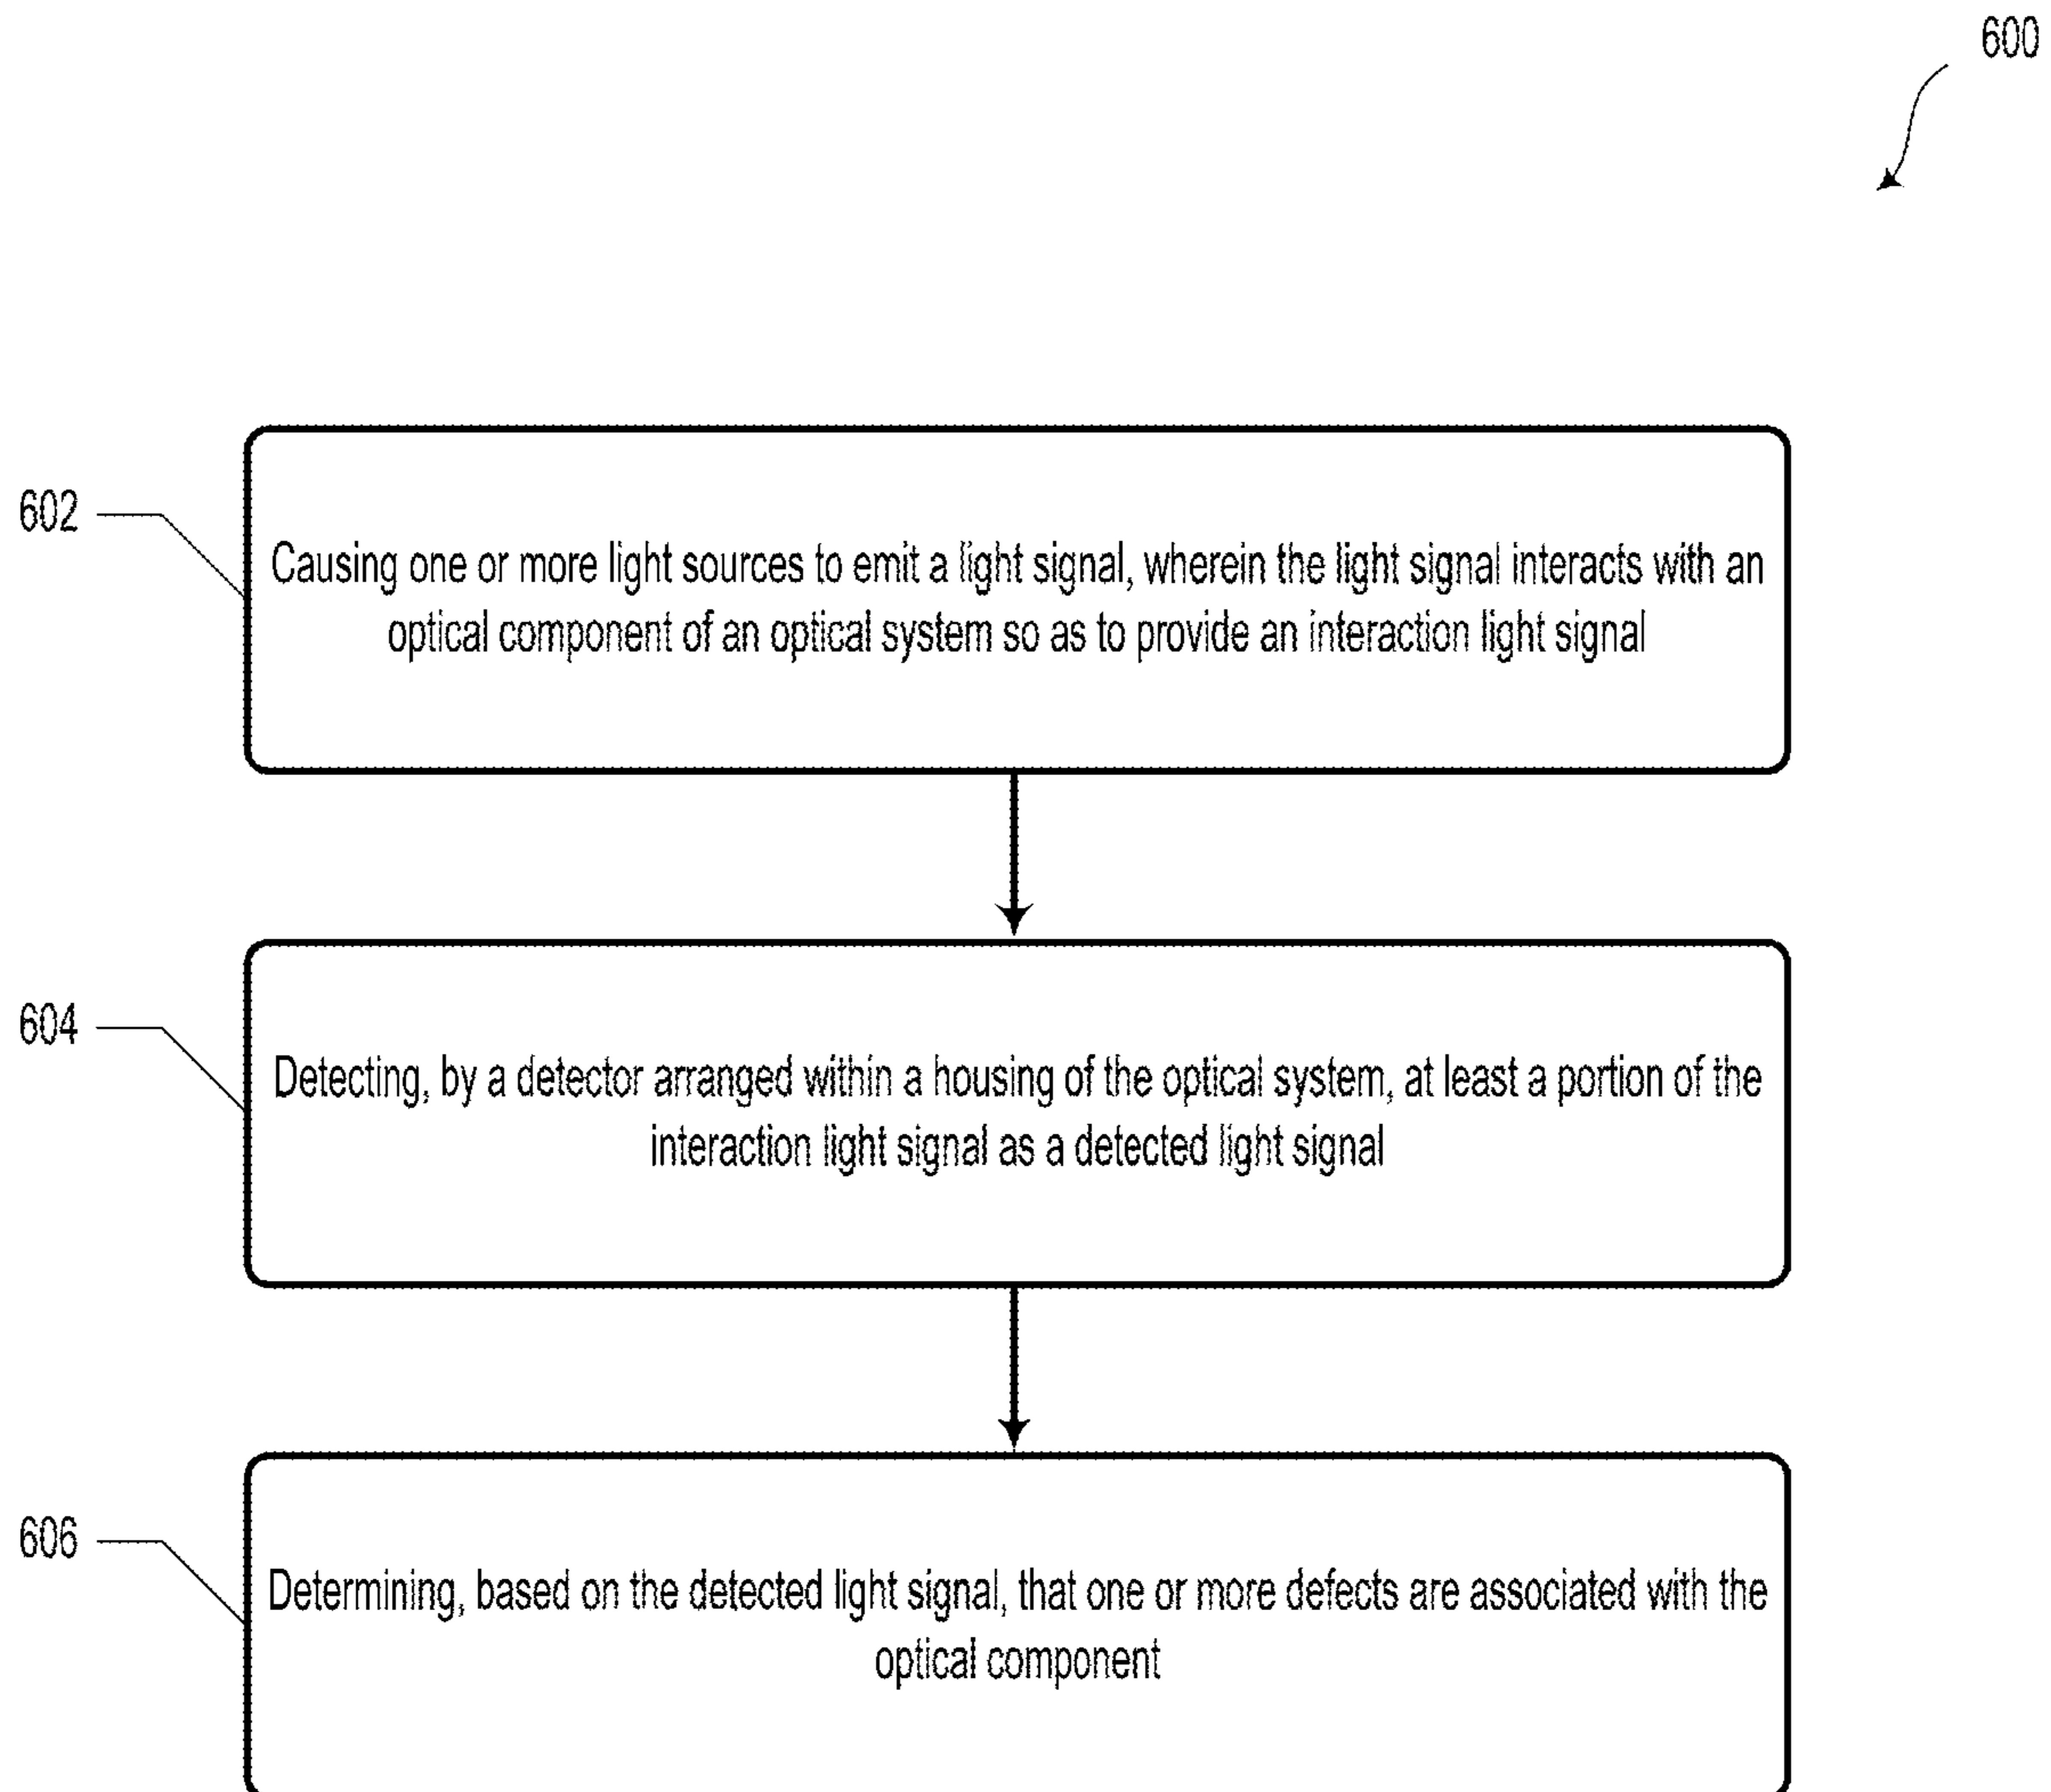 600
602
Causing one or more light sources to emit a light signal, wherein the light signal interacts with an
optical component of an optical system so as to provide an interaction light signal
604
Detecting, by a detector arranged within a housing of the optical system, at least a portion of the
interaction light signal as a detected light signal
606
Determining, based on the detected light signal, that one or more defects are associated with the
optical component